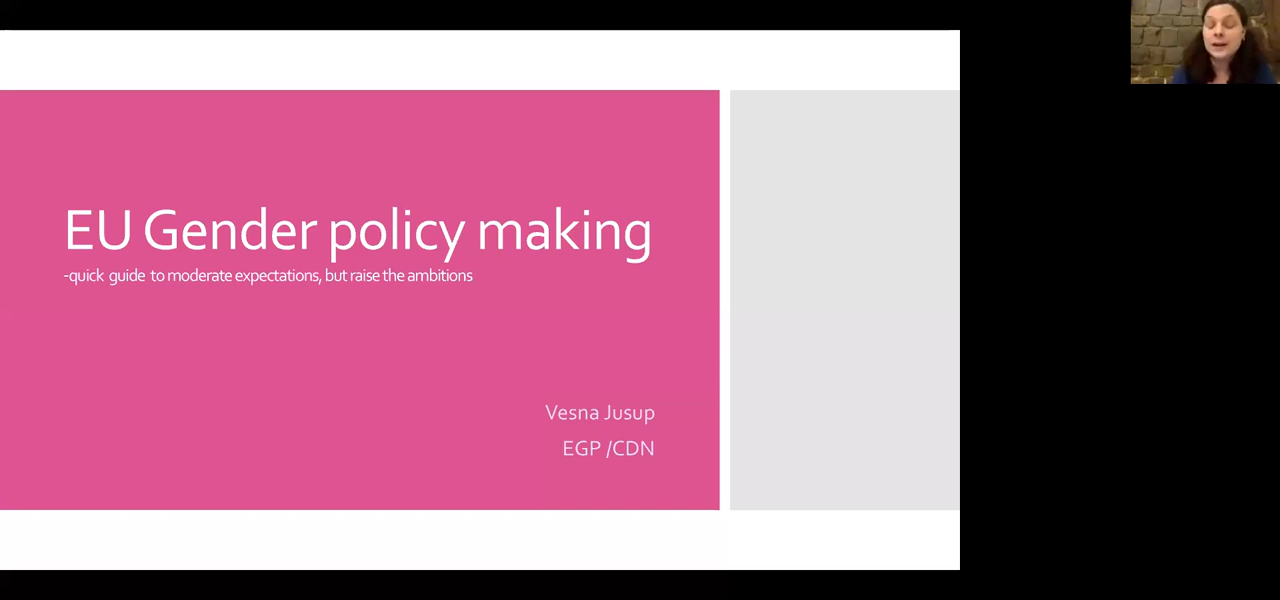 EU Gender policy making
-quick guide to moderate expectations, but raise the ambitions
Vesna Jusup
EGP /CDN